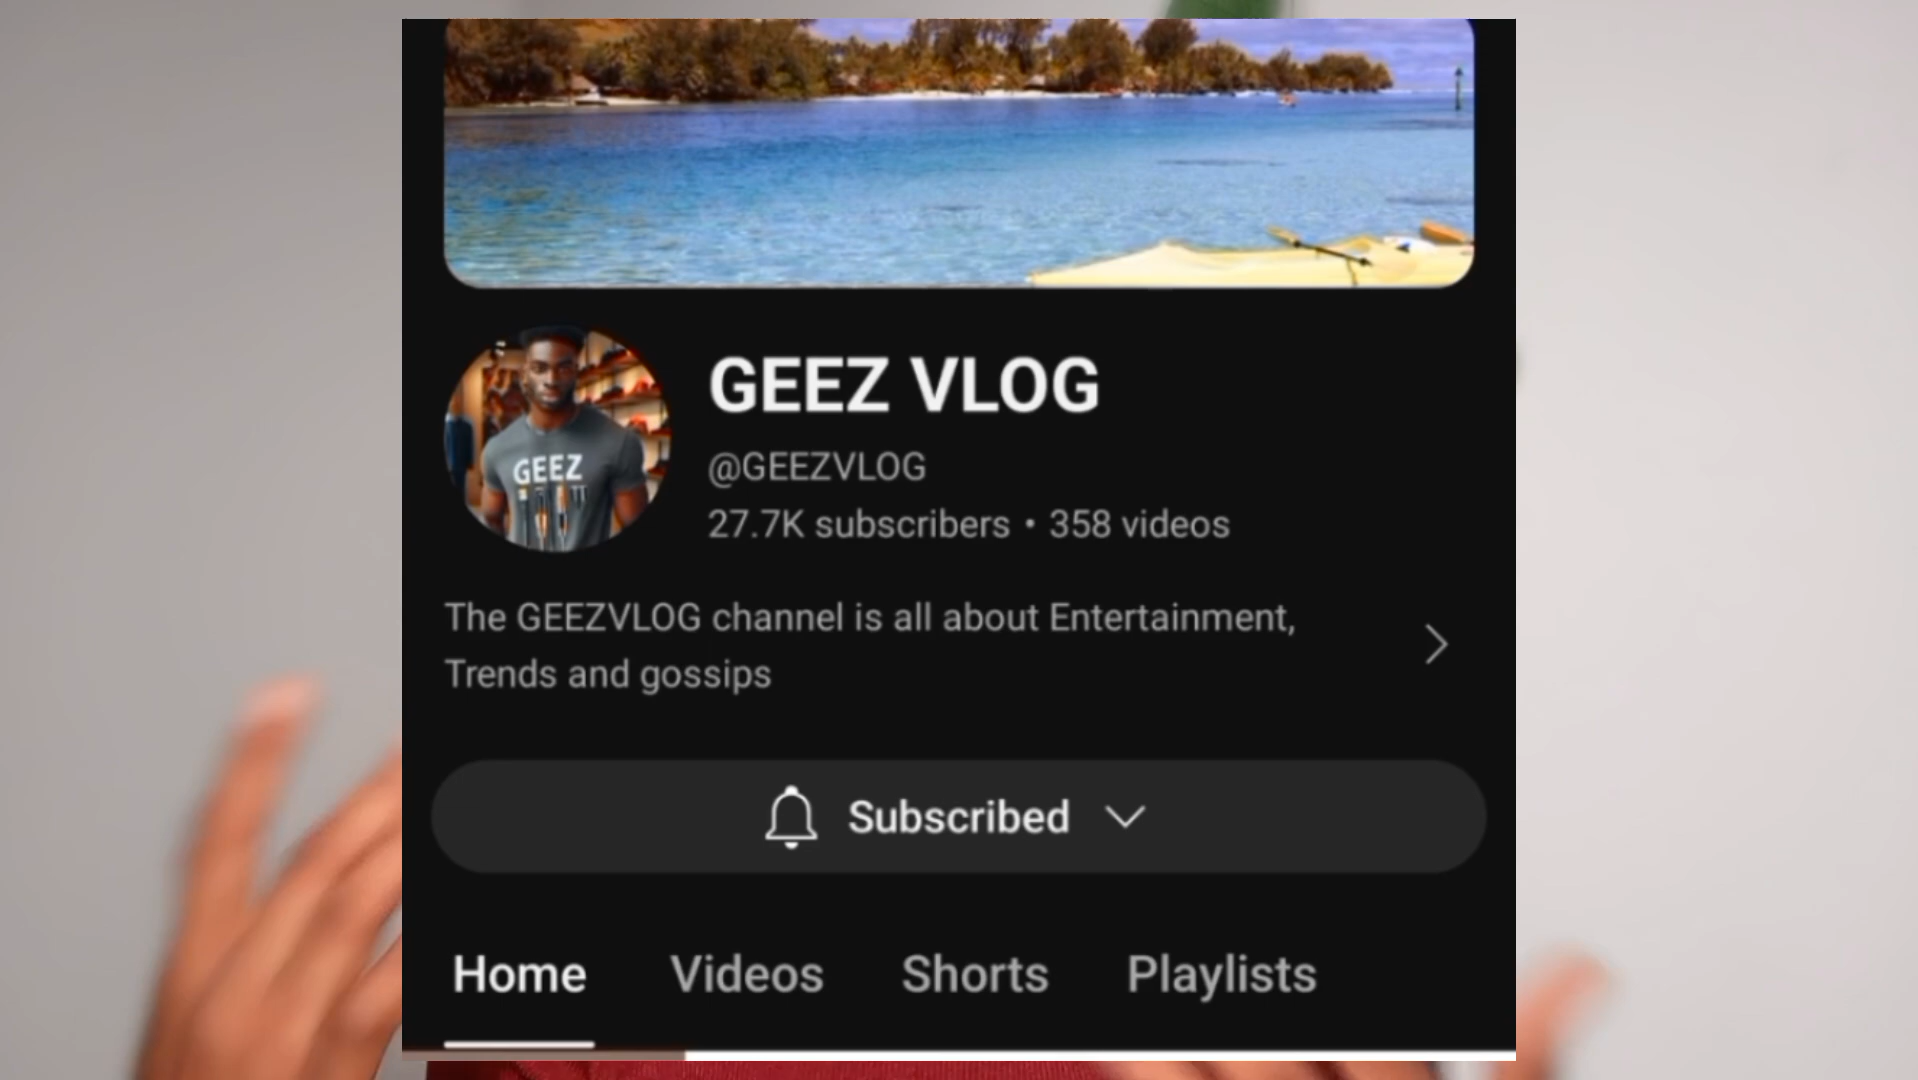 GEEZ VLOG
@GEEZVLOG
27.7K subscribers • 358 videos
GEEZ
The GEEZVLOG channel is all about Entertainment,
Trends and gossips
Subscribed
Home Videos Shorts Playlists